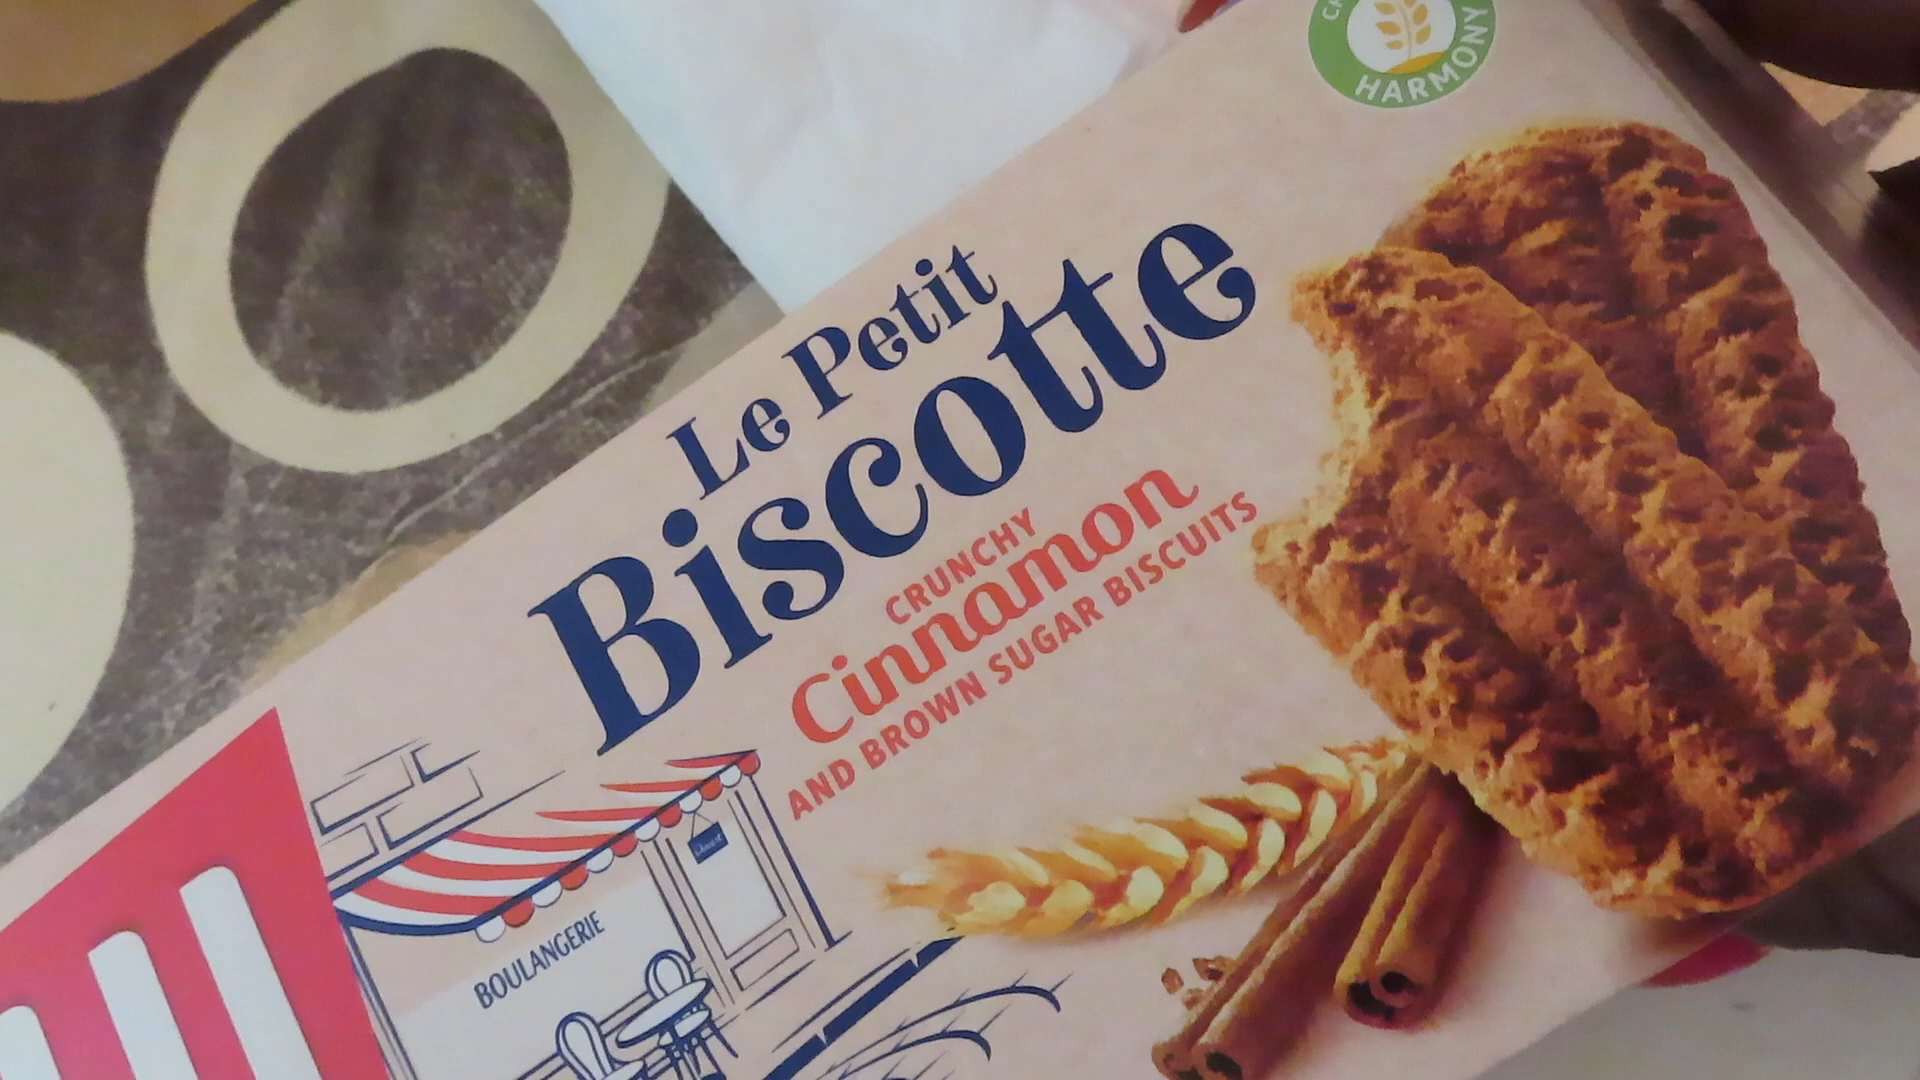 HARMONY
Le Petit
Biscotte
CRUNCHY
Cinnamon
AND BROWN SUGAR BISCUITS
BOULANGERIE